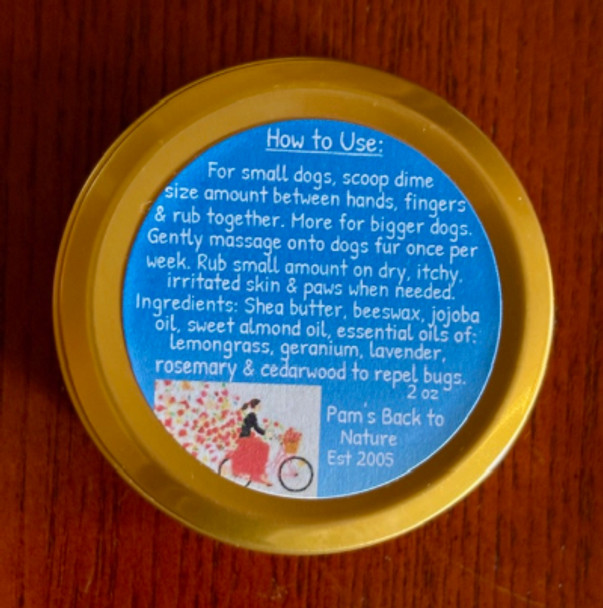 How to Use:
For small dogs, scoop dime
size amount between hands, fingers
& rub together. More for bigger dogs.
Gently massage onto dogs fur once per
week. Rub small amount on dry, itchy,
irritated skin & paws when needed.
Ingredients: Shea butter, beeswax, jojoba
oil, sweet almond oil, essential oils of:
lemongrass, geranium, lavender,
rosemary & cedarwood to repel bugs.
2 oz
Pam's Back to
Nature
Est 2005